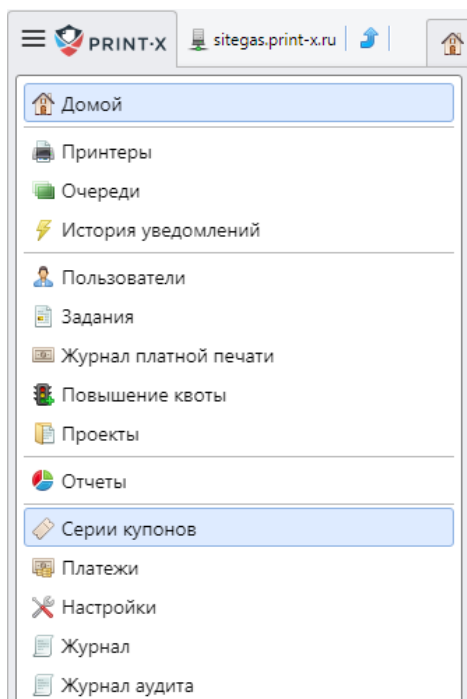 PRINT-X sitegas.print-x.ru
Домой
Принтеры
Очереди
История уведомлений
Пользователи
Задания
Журнал платной печати
Повышение квоты
Проекты
Отчеты
Серии купонов
Платежи
Настройки
Журнал
Журнал аудита